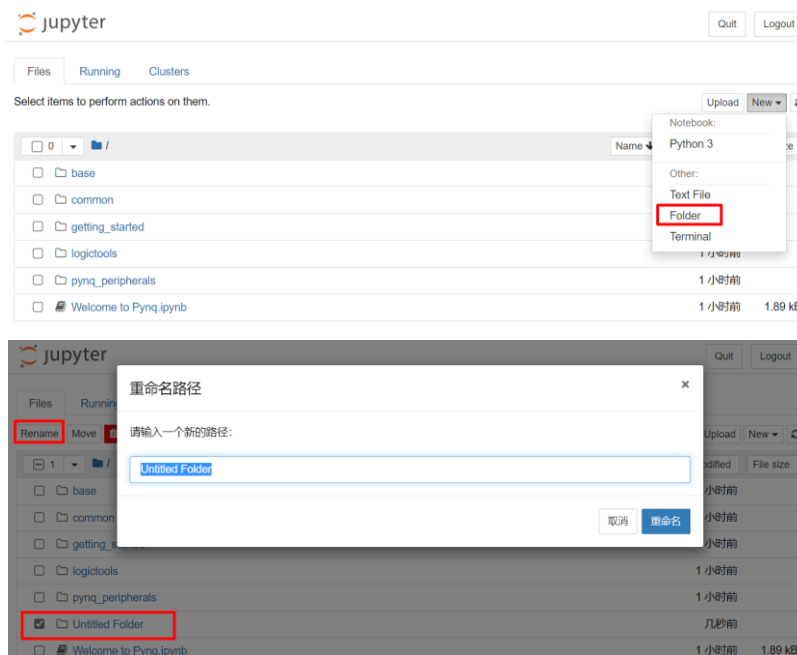 jupyter
Quit Logout
Files Running Clusters
Select items to perform actions on them.
Upload New
Notebook:
0 / Name
Python 3
base
Other:
common
Text File
getting_started
Folder
logictools
Terminal
1 小时前
pynq_peripherals 1 小时前
Welcome to Pynq.ipynb 1 小时前 1.89 kB
jupyter
Quit Logout
重命名路径 ×
Files
Rename Move 请输入一个新的路径: Upload New
1 / Untitled Folder File size
base 小时前
取消 重命名
common 小时前
小时前
logictools 1 小时前
pynq_peripherals 1 小时前
Untitled Folder 几秒前
Welcome to Pynq.ipynb 1 小时前 1.89 kB